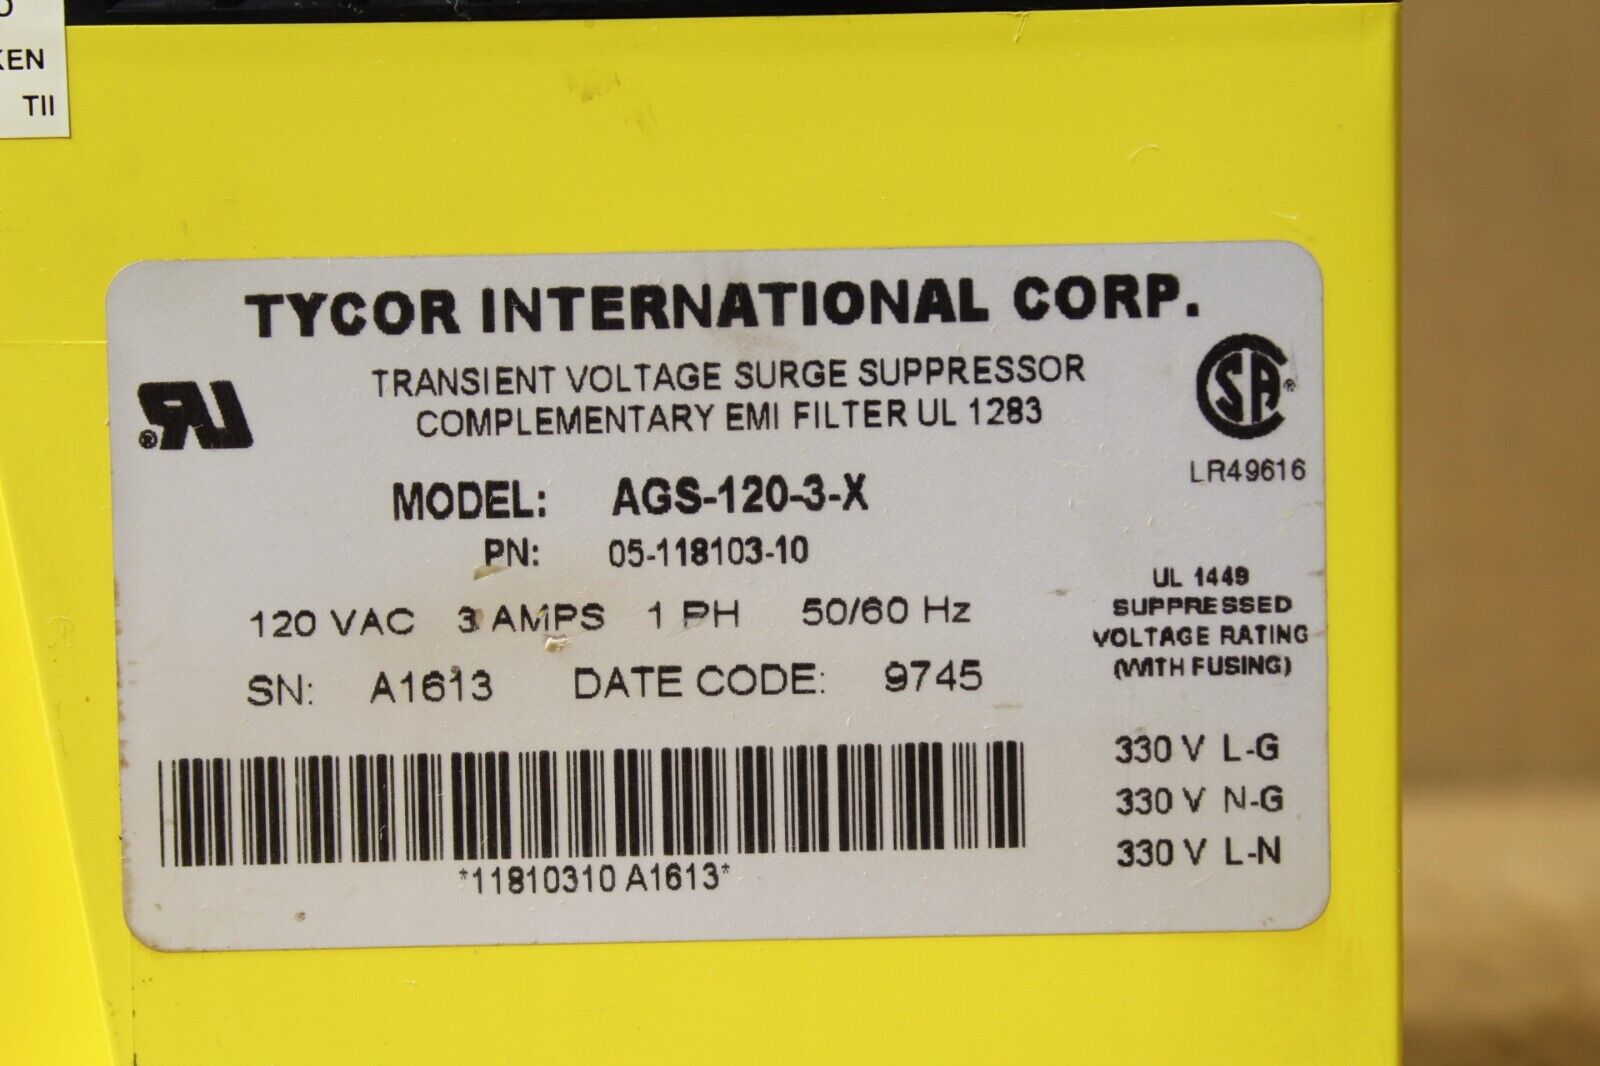 KEN
TII
TYCOR INTERNATIONAL CORP.
TRANSIENT VOLTAGE SURGE SUPPRESSOR
COMPLEMENTARY EMI FILTER UL 1283
LR49616
MODEL: AGS-120-3-X
PN: 05-118103-10
120 VAC 3 AMPS 1 PH 50/60 Hz
SN: A1613 DATE CODE: 9745
UL 1449
SUPPRESSED
VOLTAGE RATING
(WITH FUSING)
330 V L-G
330 V N-G
330 V L-N
*11810310 A1613*